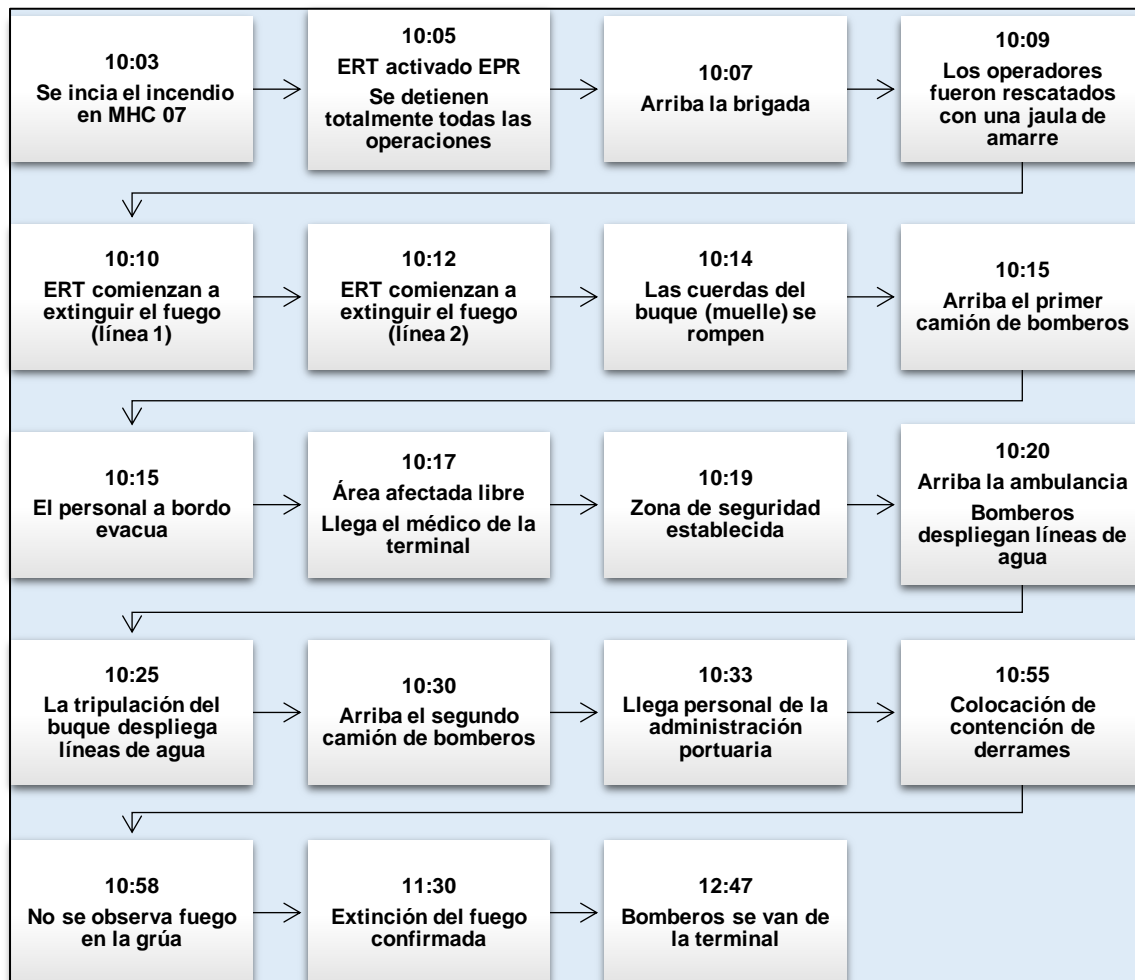 10:03
Se incia el incendio
en MHC 07
10:05
ERT activado EPR
Se detienen
totalmente todas las
operaciones
10:07
Arriba la brigada
10:09
Los operadores
fueron rescatados
con una jaula de
amarre
10:10
ERT comienzan a
extinguir el fuego
(línea 1)
10:12
ERT comienzan a
extinguir el fuego
(línea 2)
10:14
Las cuerdas del
buque (muelle) se
rompen
10:15
Arriba el primer
camión de bomberos
10:15
El personal a bordo
evacua
10:17
Área afectada libre
Llega el médico de la
terminal
10:19
Zona de seguridad
establecida
10:20
Arriba la ambulancia
Bomberos
despliegan líneas de
agua
10:25
La tripulación del
buque despliega
líneas de agua
10:30
Arriba el segundo
camión de bomberos
10:33
Llega personal de la
administración
portuaria
10:55
Colocación de
contención de
derrames
10:58
No se observa fuego
en la grúa
11:30
Extinción del fuego
confirmada
12:47
Bomberos se van de
la terminal